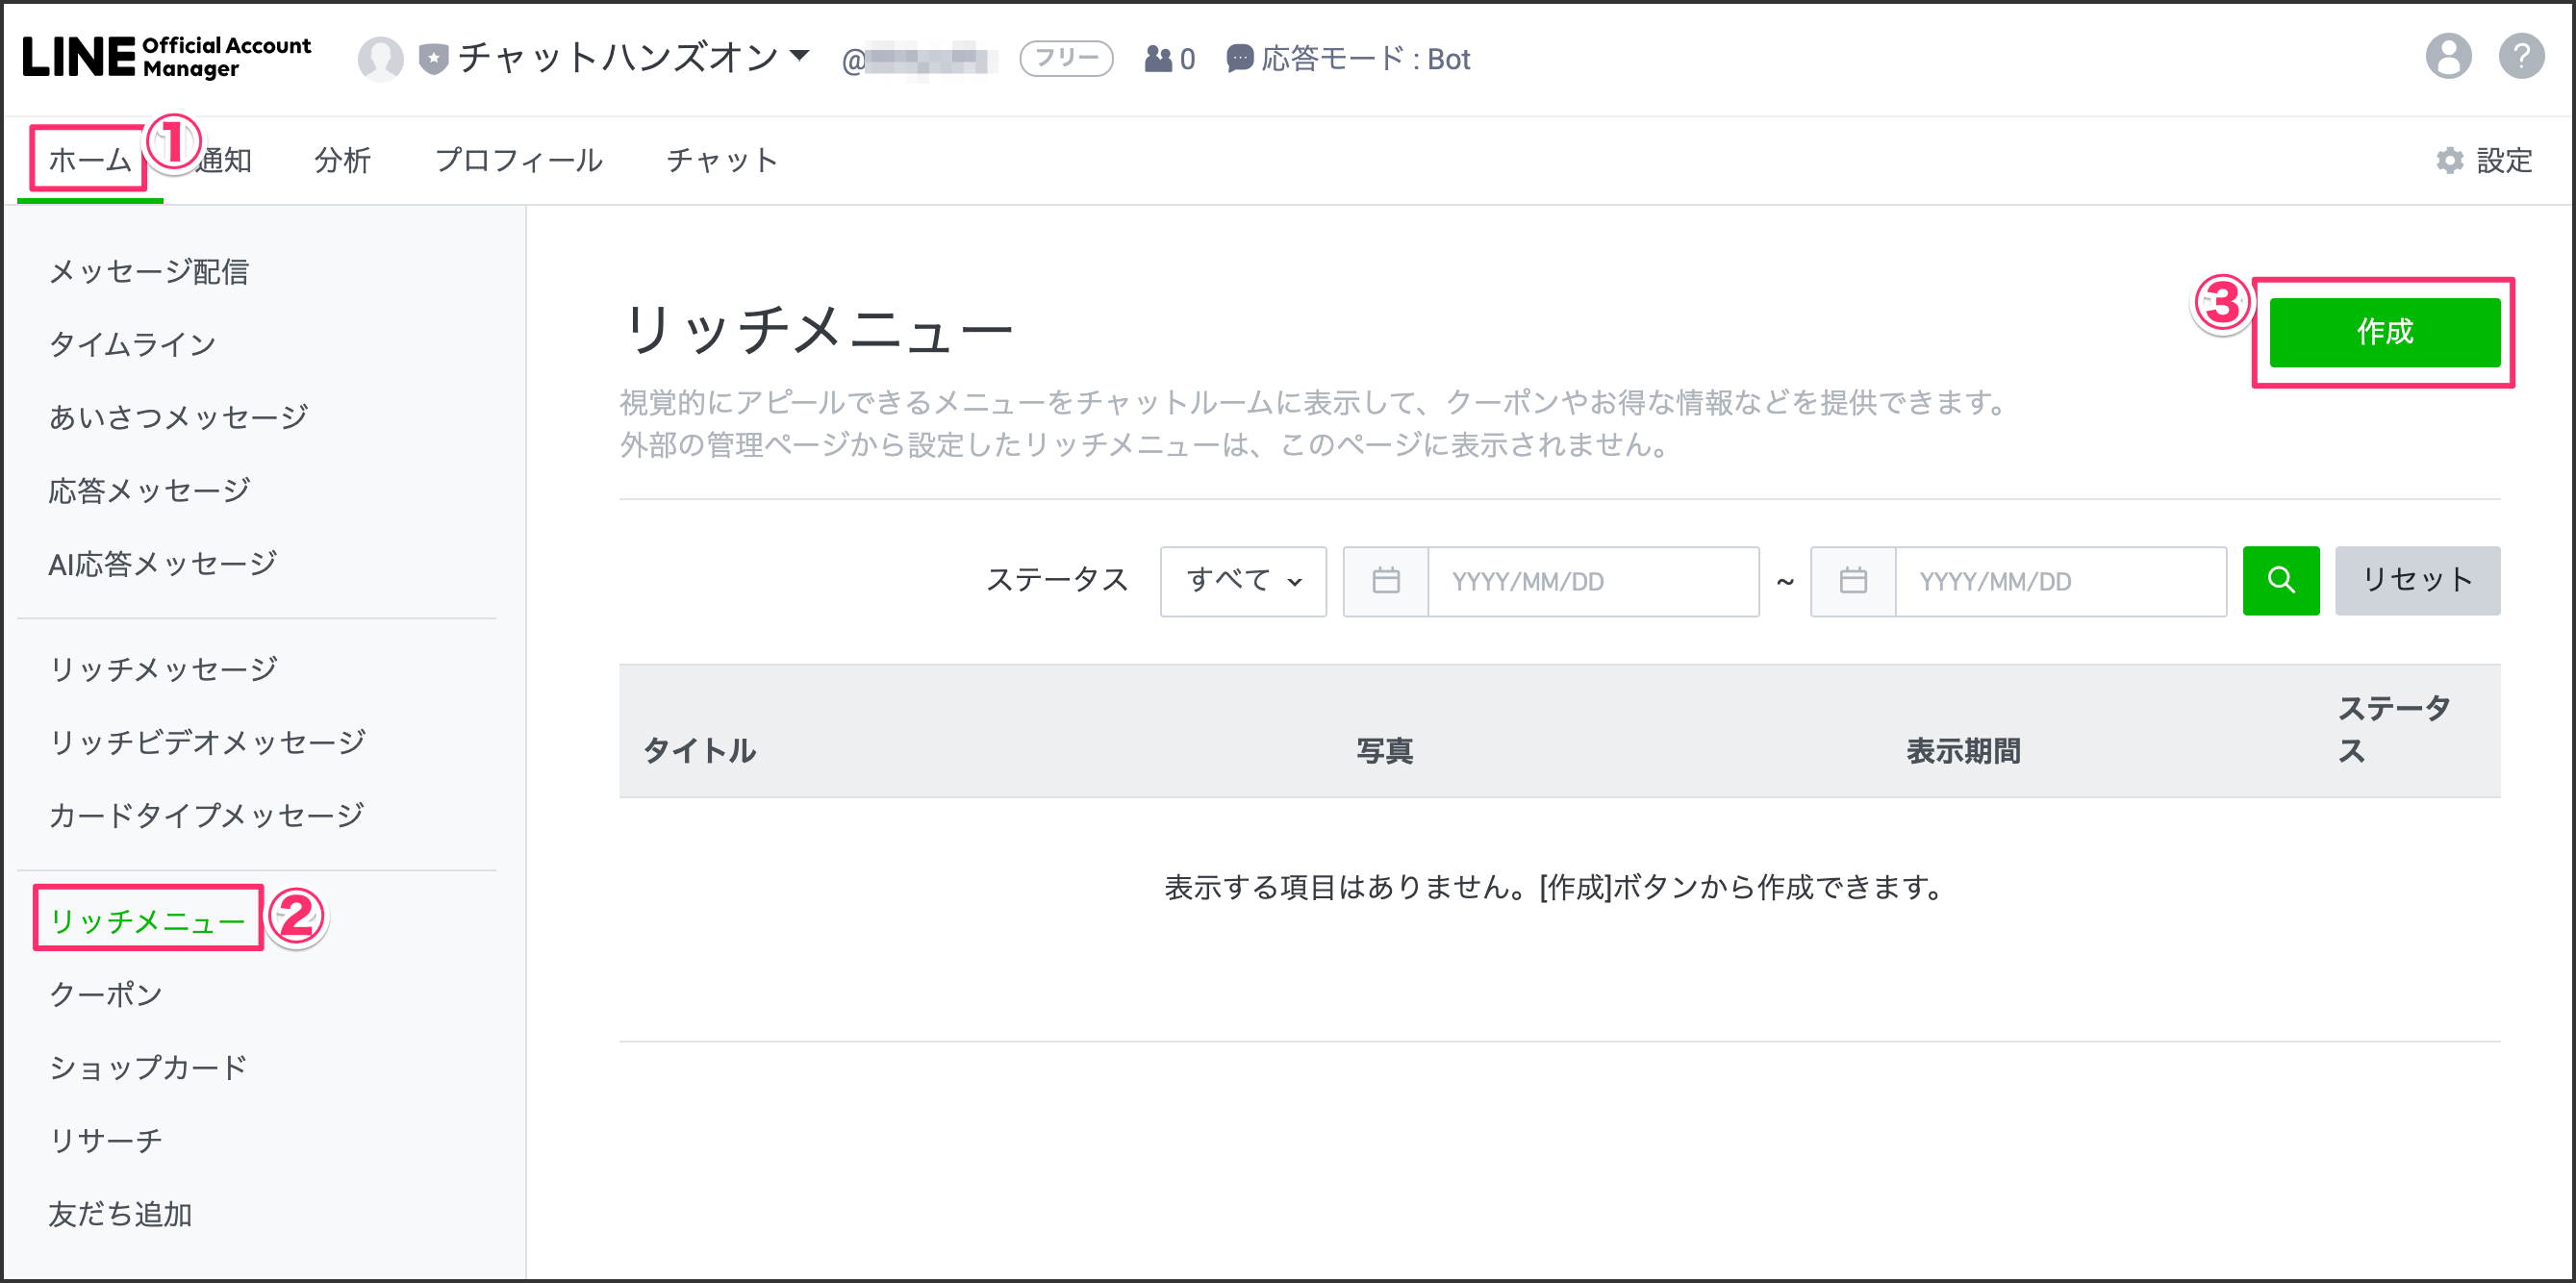 LINE Official Account Manager
チャットハンズオン
@
フリー
0
応答モード : Bot
?
ホーム
①
通知
分析
プロフィール
チャット
設定
メッセージ配信
タイムライン
あいさつメッセージ
応答メッセージ
AI応答メッセージ
リッチメッセージ
リッチビデオメッセージ
カードタイプメッセージ
リッチメニュー
②
クーポン
ショップカード
リサーチ
友だち追加
リッチメニュー
③
作成
視覚的にアピールできるメニューをチャットルームに表示して、クーポンやお得な情報などを提供できます。
外部の管理ページから設定したリッチメニューは、このページに表示されません。
ステータス
すべて
YYYY/MM/DD
~
YYYY/MM/DD
リセット
タイトル
写真
表示期間
ステータ
ス
表示する項目はありません。[作成]ボタンから作成できます。